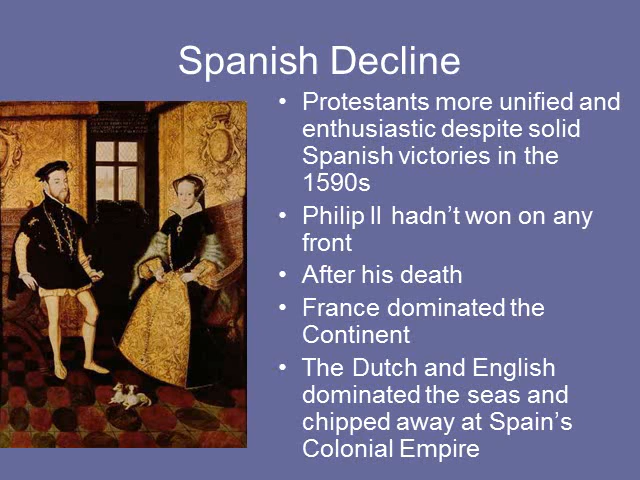 Spanish Decline
• Protestants more unified and
enthusiastic despite solid
Spanish victories in the
1590s
• Philip II hadn’t won on any
front
• After his death
• France dominated the
Continent
• The Dutch and English
dominated the seas and
chipped away at Spain’s
Colonial Empire